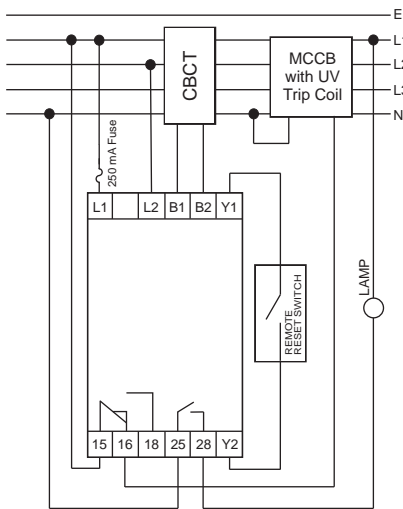 E
L1
L2
L3
N
CBCT
MCCB
with UV
Trip Coil
250 mA Fuse
L1
L2
B1
B2
Y1
REMOTE
RESET SWITCH
LAMP
15
16
18
25
28
Y2